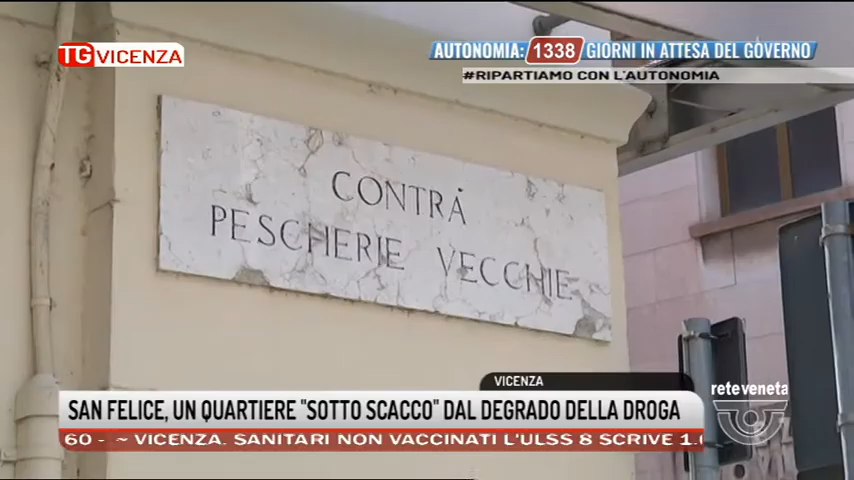 TG VICENZA
AUTONOMIA: 1338 GIORNI IN ATTESA DEL GOVERNO
#RIPARTIAMO CON L'AUTONOMIA
CONTRÀ
PESCHERIE VECCHIE
VICENZA
SAN FELICE, UN QUARTIERE "SOTTO SCACCO" DAL DEGRADO DELLA DROGA
reteveneta
60 - ~ VICENZA. SANITARI NON VACCINATI L'ULSS 8 SCRIVE 1.